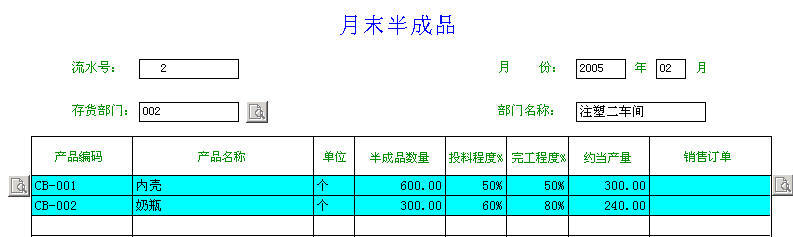 月末半成品
流水号： 2 月 份： 2005 年 02 月
存货部门： 002 部门名称： 注塑二车间
产品编码 产品名称 单位 半成品数量 投料程度% 完工程度% 约当产量 销售订单
CB-001 内壳 个 600.00 50% 50% 300.00
CB-002 奶瓶 个 300.00 60% 80% 240.00